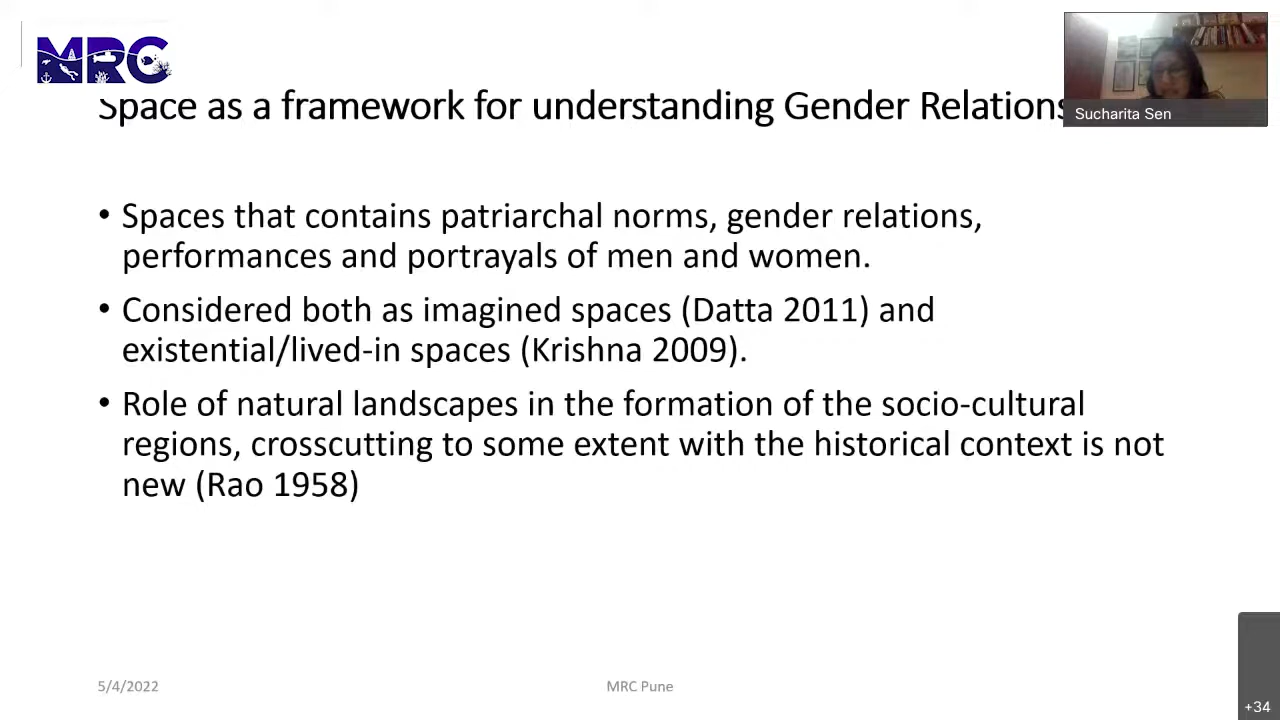 MRC
Space as a framework for understanding Gender Relations
Sucharita Sen
• Spaces that contains patriarchal norms, gender relations,
performances and portrayals of men and women.
• Considered both as imagined spaces (Datta 2011) and
existential/lived-in spaces (Krishna 2009).
• Role of natural landscapes in the formation of the socio-cultural
regions, crosscutting to some extent with the historical context is not
new (Rao 1958)
5/4/2022
MRC Pune
+34